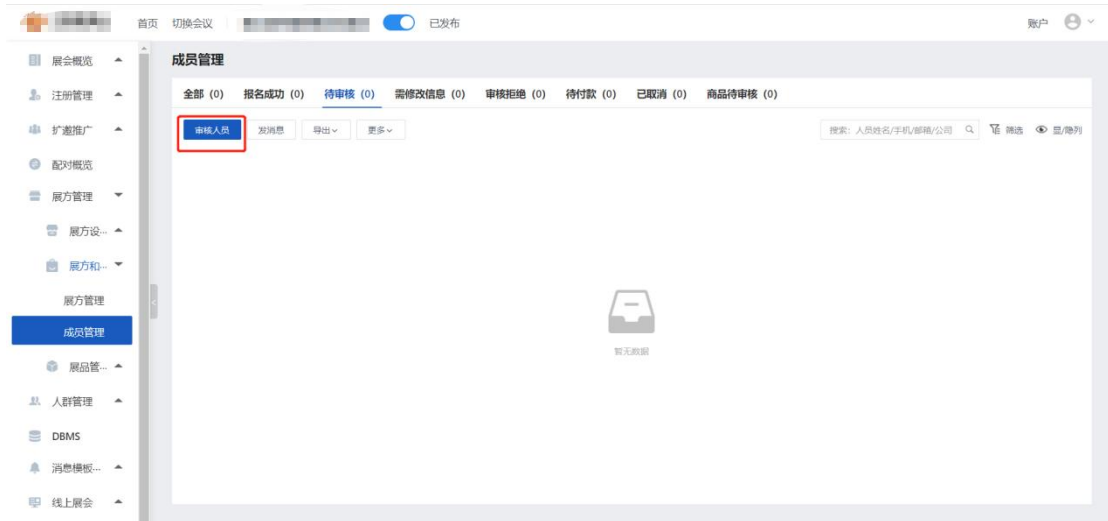 首页 切换会议 已发布 账户
展会概览
注册管理
扩邀推广
配对概览
展方管理
展方设...
展方和...
展方管理
成员管理
展品管...
人群管理
DBMS
消息模板...
线上展会
成员管理
全部 (0) 报名成功 (0) 待审核 (0) 需修改信息 (0) 审核拒绝 (0) 待付款 (0) 已取消 (0) 商品待审核 (0)
审核人员 发消息 导出 更多 搜索：人员姓名/手机/邮箱/公司 筛选 显/隐列
暂无数据